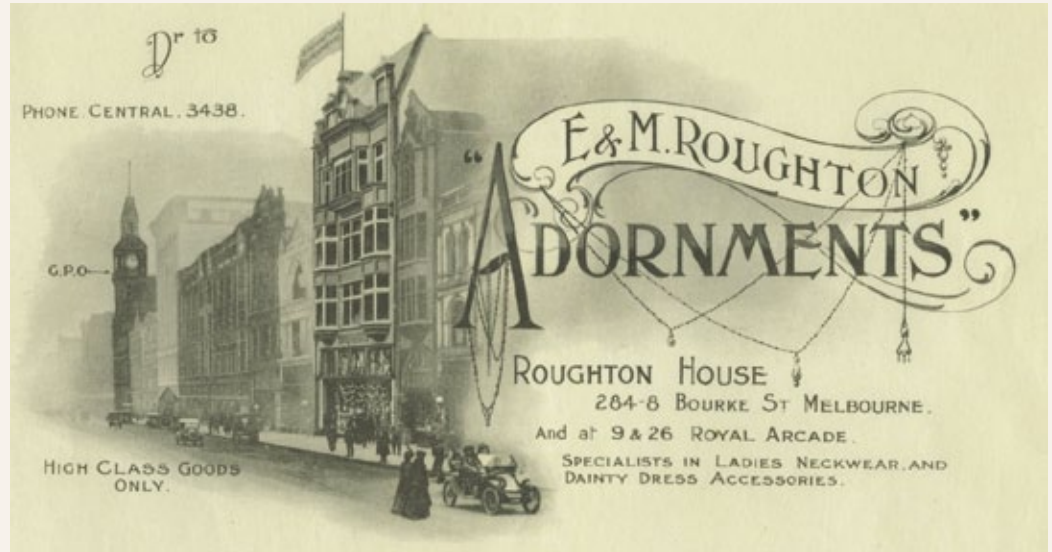 Dr to
PHONE CENTRAL. 3438.
G.P.O
E & M. ROUGHTON
"ADORNMENTS"
ROUGHTON HOUSE
284-8 BOURKE ST MELBOURNE.
And at 9 & 26 ROYAL ARCADE.
SPECIALISTS IN LADIES NECKWEAR. AND
DAINTY DRESS ACCESSORIES.
HIGH CLASS GOODS
ONLY.